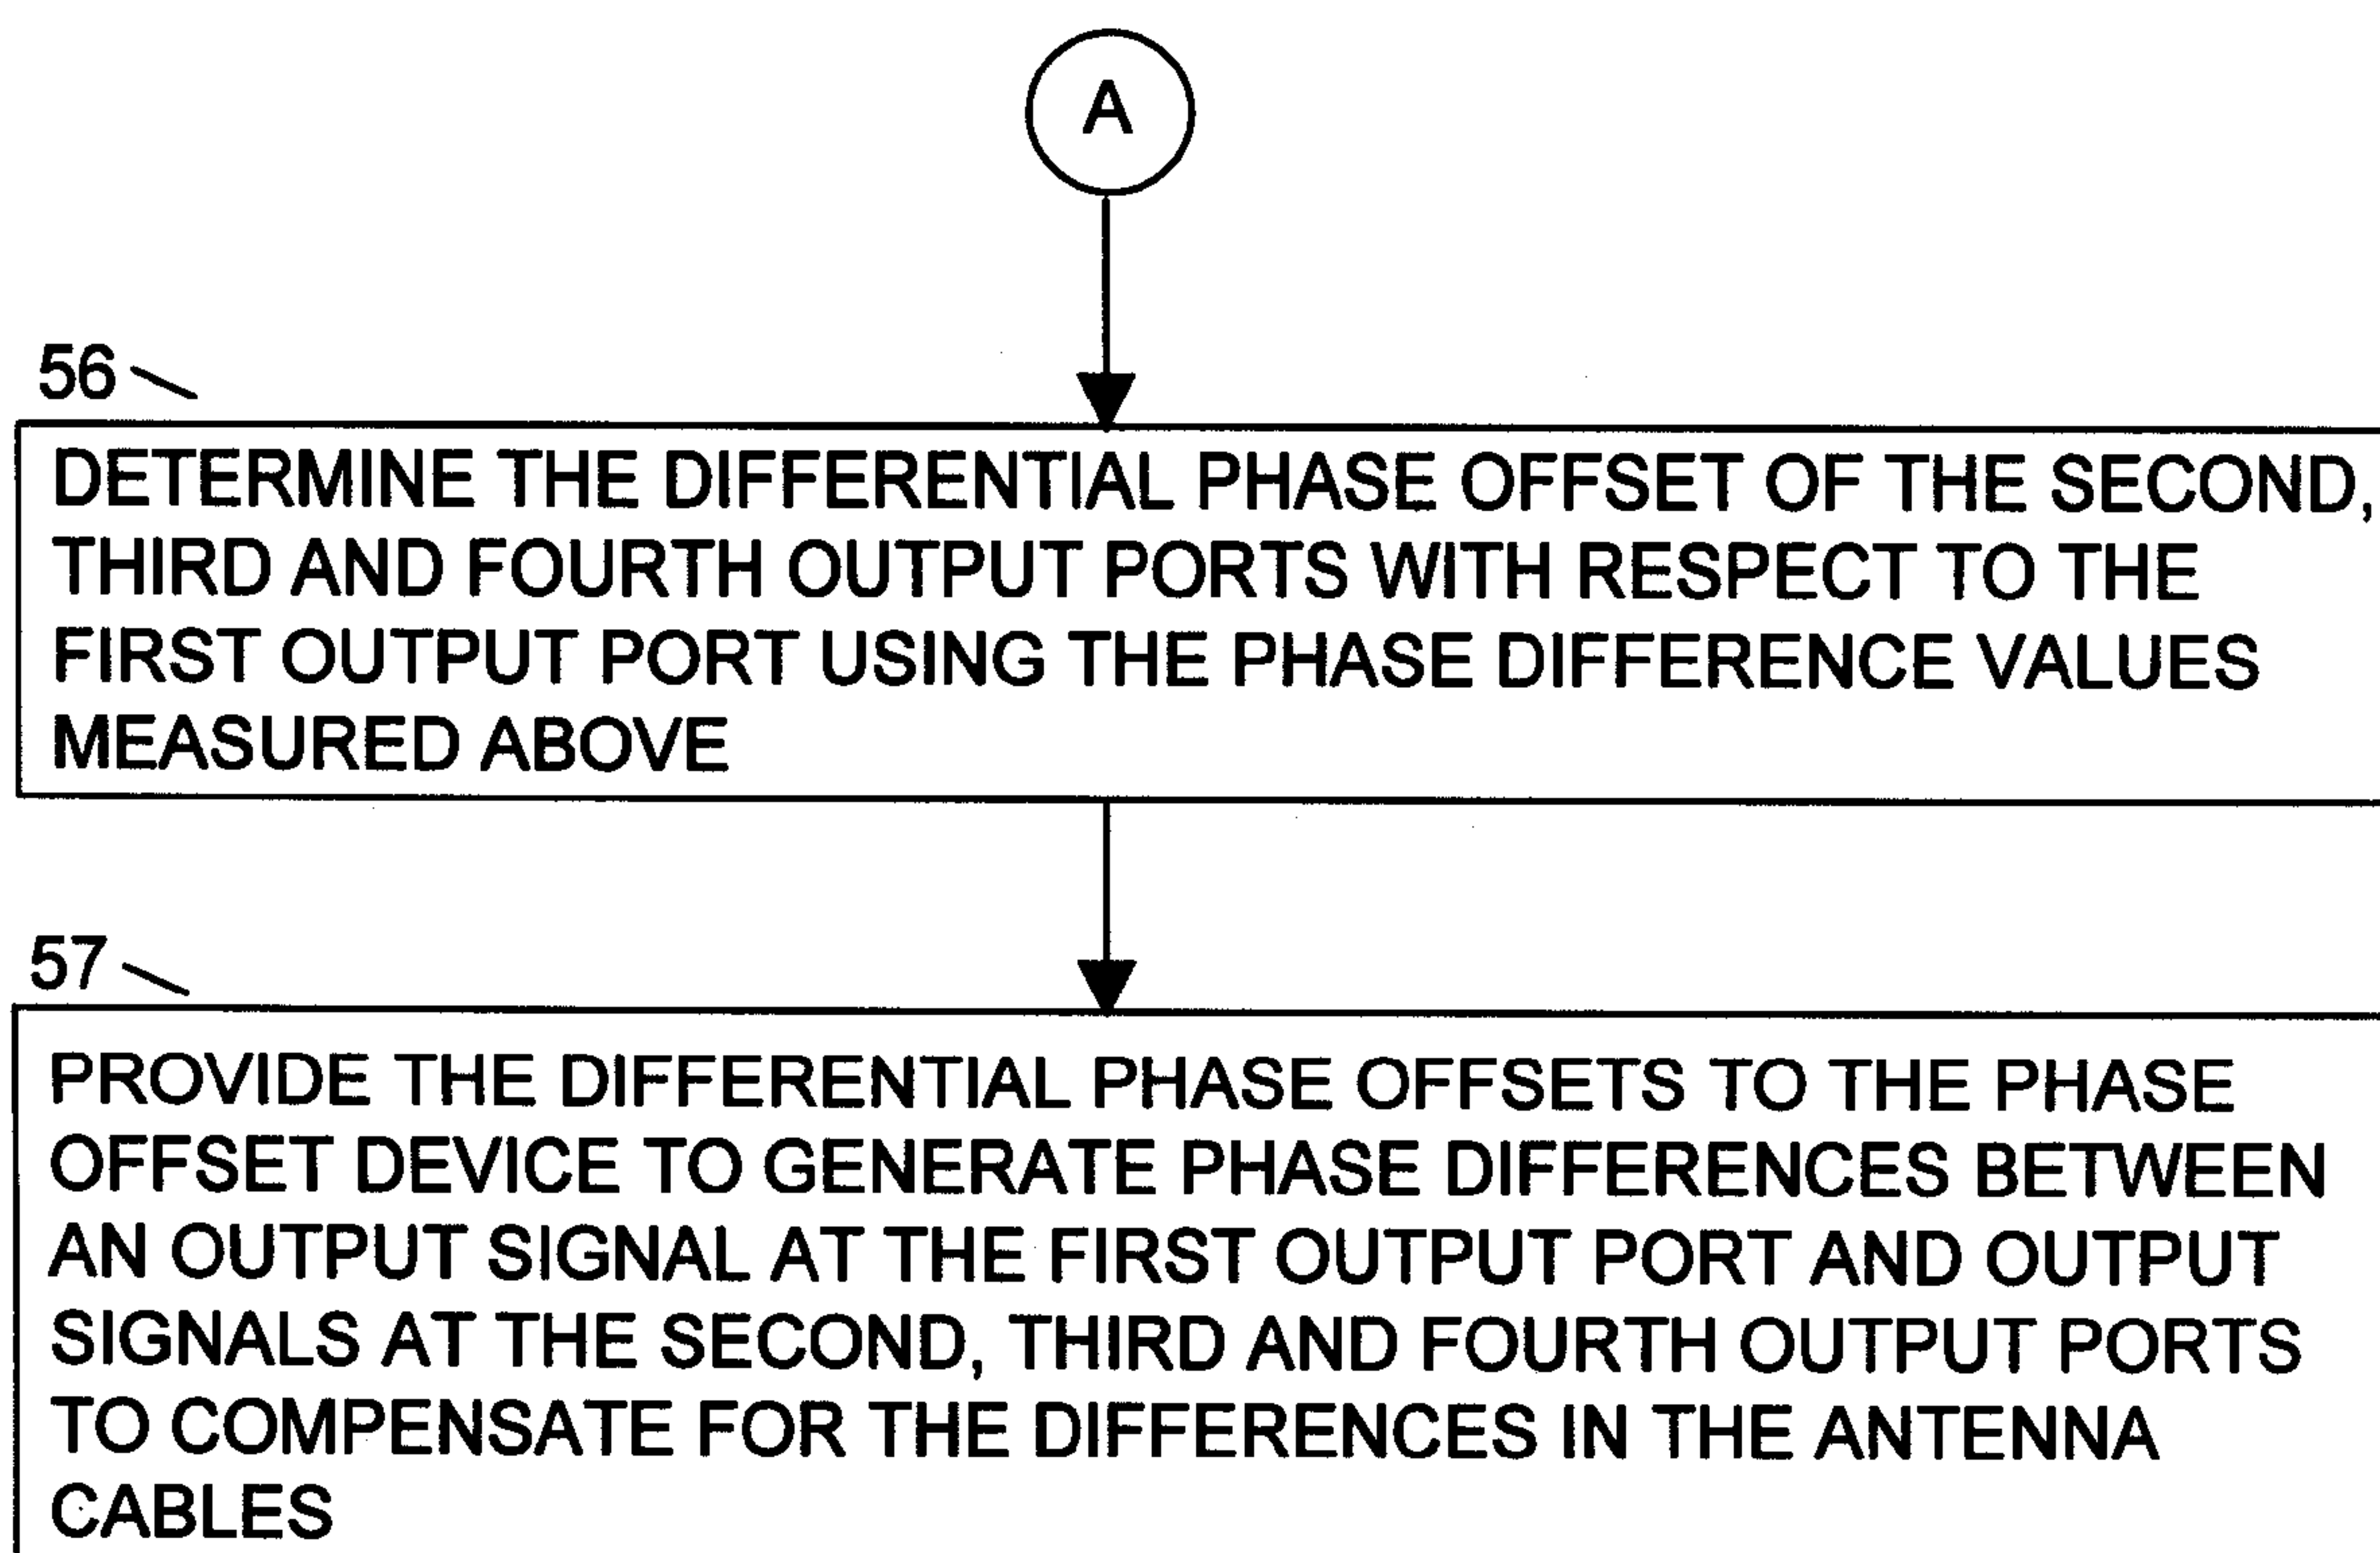 A
56
DETERMINE THE DIFFERENTIAL PHASE OFFSET OF THE SECOND,
THIRD AND FOURTH OUTPUT PORTS WITH RESPECT TO THE
FIRST OUTPUT PORT USING THE PHASE DIFFERENCE VALUES
MEASURED ABOVE
57
PROVIDE THE DIFFERENTIAL PHASE OFFSETS TO THE PHASE
OFFSET DEVICE TO GENERATE PHASE DIFFERENCES BETWEEN
AN OUTPUT SIGNAL AT THE FIRST OUTPUT PORT AND OUTPUT
SIGNALS AT THE SECOND, THIRD AND FOURTH OUTPUT PORTS
TO COMPENSATE FOR THE DIFFERENCES IN THE ANTENNA
CABLES